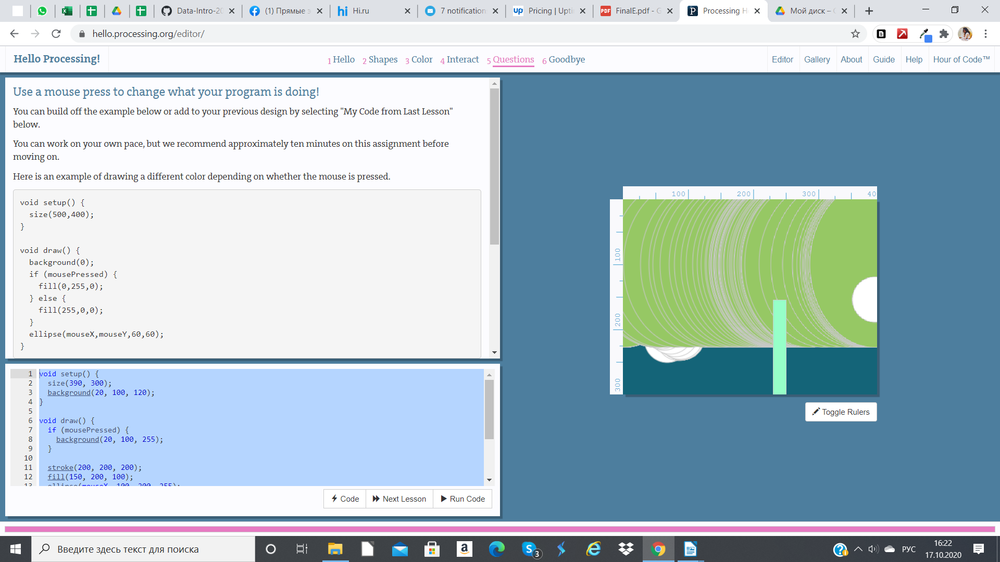 Data-Intro-20
(1) Прямые э
Hi.ru
7 notification
Pricing | Upti
FinalE.pdf - G
Processing H
Мой диск – G
hello.processing.org/editor/
Hello Processing!
1 Hello
2 Shapes
3 Color
4 Interact
5 Questions
6 Goodbye
Editor
Gallery
About
Guide
Help
Hour of Code™
Use a mouse press to change what your program is doing!
You can build off the example below or add to your previous design by selecting "My Code from Last Lesson"
below.
You can work on your own pace, but we recommend approximately ten minutes on this assignment before
moving on.
Here is an example of drawing a different color depending on whether the mouse is pressed.
void setup() {
size(500,400);
}
void draw() {
background(0);
if (mousePressed) {
fill(0,255,0);
} else {
fill(255,0,0);
}
ellipse(mouseX,mouseY,60,60);
}
1 void setup() {
2 size(390, 300);
3 background(20, 100, 120);
4 }
5
6 void draw() {
7 if (mousePressed) {
8 background(20, 100, 255);
9 }
10
11 stroke(200, 200, 200);
12 fill(150, 200, 100);
13 ellipse(mouseX, 100, 200, 255);
Code
Next Lesson
Run Code
100
200
300
40
100
200
300
Toggle Rulers
Введите здесь текст для поиска
3
РУС
16:22
17.10.2020